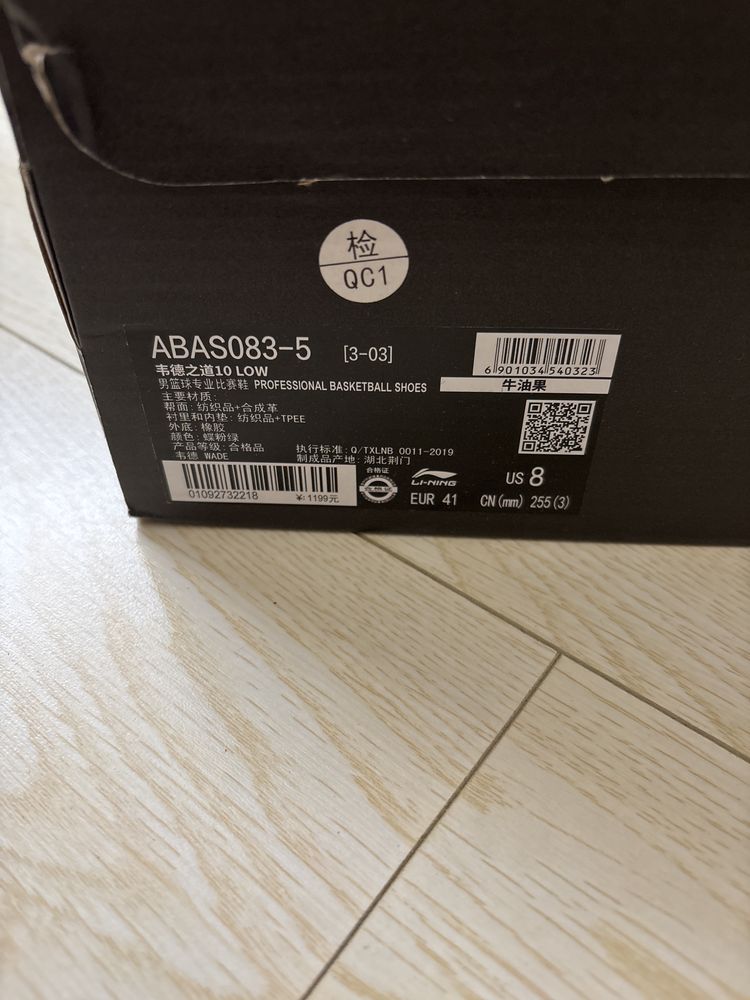 检
QC1
ABAS083-5 [3-03]
韦德之道10 LOW
男篮球专业比赛鞋 PROFESSIONAL BASKETBALL SHOES
主要材质:
帮面: 纺织品+合成革
衬里和内垫: 纺织品+TPEE
外底: 橡胶
颜色: 蝶粉绿
产品等级: 合格品
韦德 WADE
执行标准: Q/TXLNB 0011-2019
制成品产地: 湖北荆门
01092732218 ¥: 1199元
合格证
LI-NING
EUR 41
US 8
CN(mm) 255(3)
6 901034 540323
牛油果